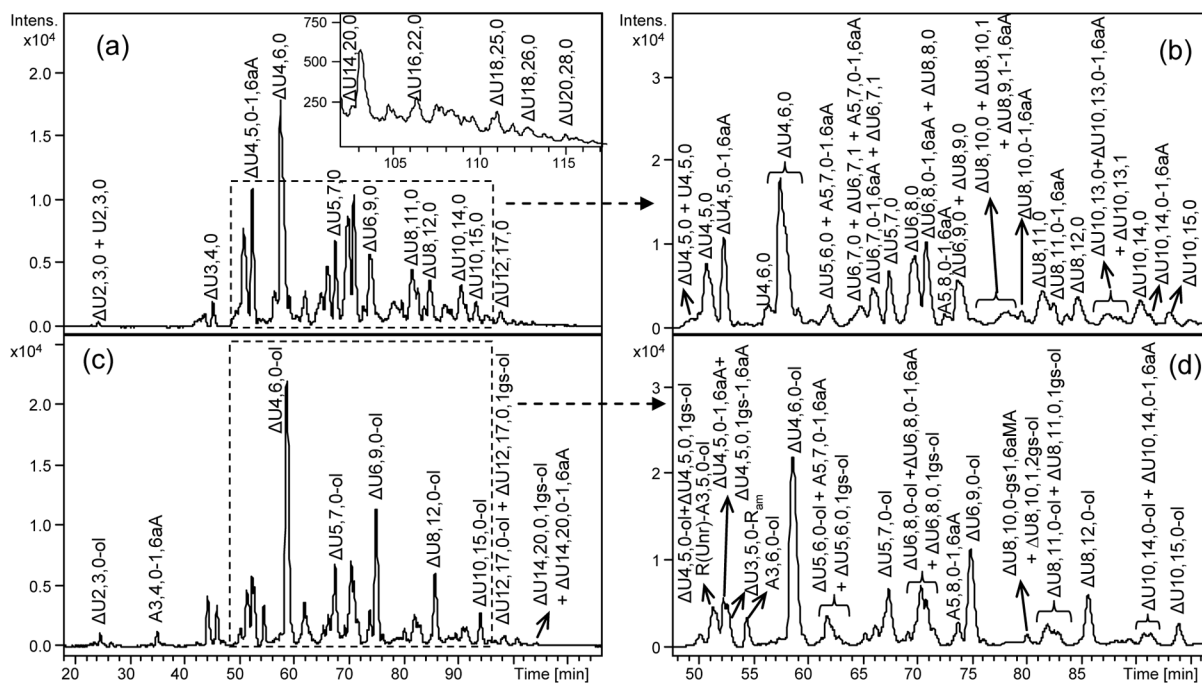 Intens.
x10⁴
(a)
2.0
1.5
1.0
0.5
0.0
ΔU2,3,0 + U2,3,0
ΔU3,4,0
ΔU4,5,0-1,6aA
ΔU4,6,0
ΔU5,7,0
ΔU6,9,0
ΔU8,11,0
ΔU8,12,0
ΔU10,14,0
ΔU10,15,0
ΔU12,17,0
750
500
250
ΔU14,20,0
ΔU16,22,0
ΔU18,25,0
ΔU18,26,0
ΔU20,28,0
105 110 115
Intens.
x10⁴
(b)
3
2
1
0
ΔU4,5,0 + U4,5,0
ΔU4,5,0
ΔU4,5,0-1,6aA
U4,6,0
ΔU4,6,0
ΔU5,6,0 + A5,7,0-1.6aA
ΔU6,7,0 + ΔU6,7,1 + A5,7,0-1,6aA
ΔU6,7,0-1,6aA + ΔU6,7,1
ΔU5,7,0
ΔU6,8,0
ΔU6,8,0-1,6aA + ΔU8,8,0
A5,8,0-1,6aA
ΔU6,9,0 + ΔU8,9,0
ΔU8,10,0 + ΔU8,10,1
+ ΔU8,9,1-1,6aA
ΔU8,10,0-1,6aA
ΔU8,11,0
ΔU8,11,0-1,6aA
ΔU8,12,0
ΔU10,13,0+ΔU10,13,0-1,6aA
+ ΔU10,13,1
ΔU10,14,0
ΔU10,14,0-1,6aA
ΔU10,15,0
x10⁴
(c)
2.0
1.5
1.0
0.5
0.0
ΔU2,3,0-ol
A3,4,0-1,6aA
ΔU4,6,0-ol
ΔU5,7,0-ol
ΔU6,9,0-ol
ΔU8,12,0-ol
ΔU10,15,0-ol
ΔU12,17,0-ol + ΔU12,17,0,1gs-ol
ΔU14,20,0,1gs-ol
+ ΔU14,20,0-1,6aA
20 30 40 50 60 70 80 90 Time [min]
x10⁴
(d)
3
2
1
0
ΔU4,5,0-ol+ΔU4,5,0,1gs-ol
R(Unr)-A3,5,0-ol
ΔU4,5,0-1,6aA+
ΔU4,5,0,1gs-1,6aA
ΔU3,5,0-Ram
A3,6,0-ol
ΔU4,6,0-ol
ΔU5,6,0-ol + A5,7,0-1,6aA
+ ΔU5,6,0,1gs-ol
ΔU5,7,0-ol
ΔU6,8,0-ol +ΔU6,8,0-1,6aA
+ ΔU6,8,0,1gs-ol
A5,8,0-1,6aA
ΔU6,9,0-ol
ΔU8,10,0-gs1,6aMA
+ ΔU8,10,1,2gs-ol
ΔU8,11,0-ol + ΔU8,11,0,1gs-ol
ΔU8,12,0-ol
ΔU10,14,0-ol + ΔU10,14,0-1,6aA
ΔU10,15,0-ol
50 55 60 65 70 75 80 85 Time [min]